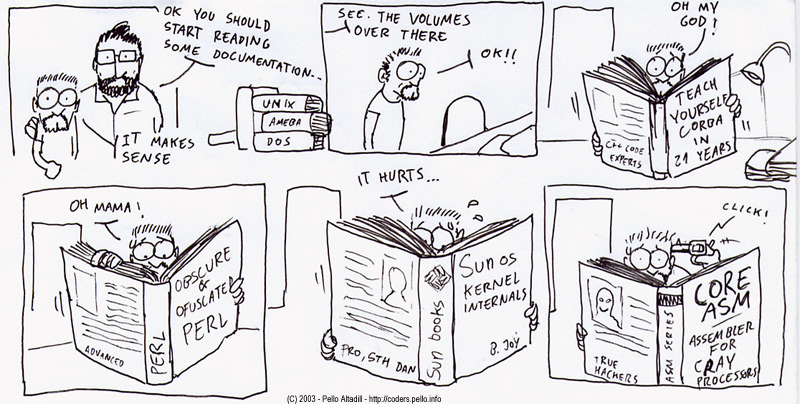 OK YOU SHOULD
START READING
SOME DOCUMENTATION...
IT MAKES
SENSE
SEE. THE VOLUMES
OVER THERE
OK!!
UNIX
AMEBA
DOS
OH MY
GOD!
C++ CODE
EXPERTS
TEACH
YOURSELF
CORBA
IN
21 YEARS
OH MAMA!
ADVANCED
PERL
OBSCURE
&
OFUSCATED
PERL
IT HURTS...
PRO, 5TH DAN
Sun books
Sun OS
KERNEL
INTERNALS
B. JOY
CLICK!
TRUE
HACKERS
ASM SERIES
CORE
ASM
ASSEMBLER
FOR
CRAY
PROCESSORS
(C) 2003 - Pello Altadill - http://coders.pello.info